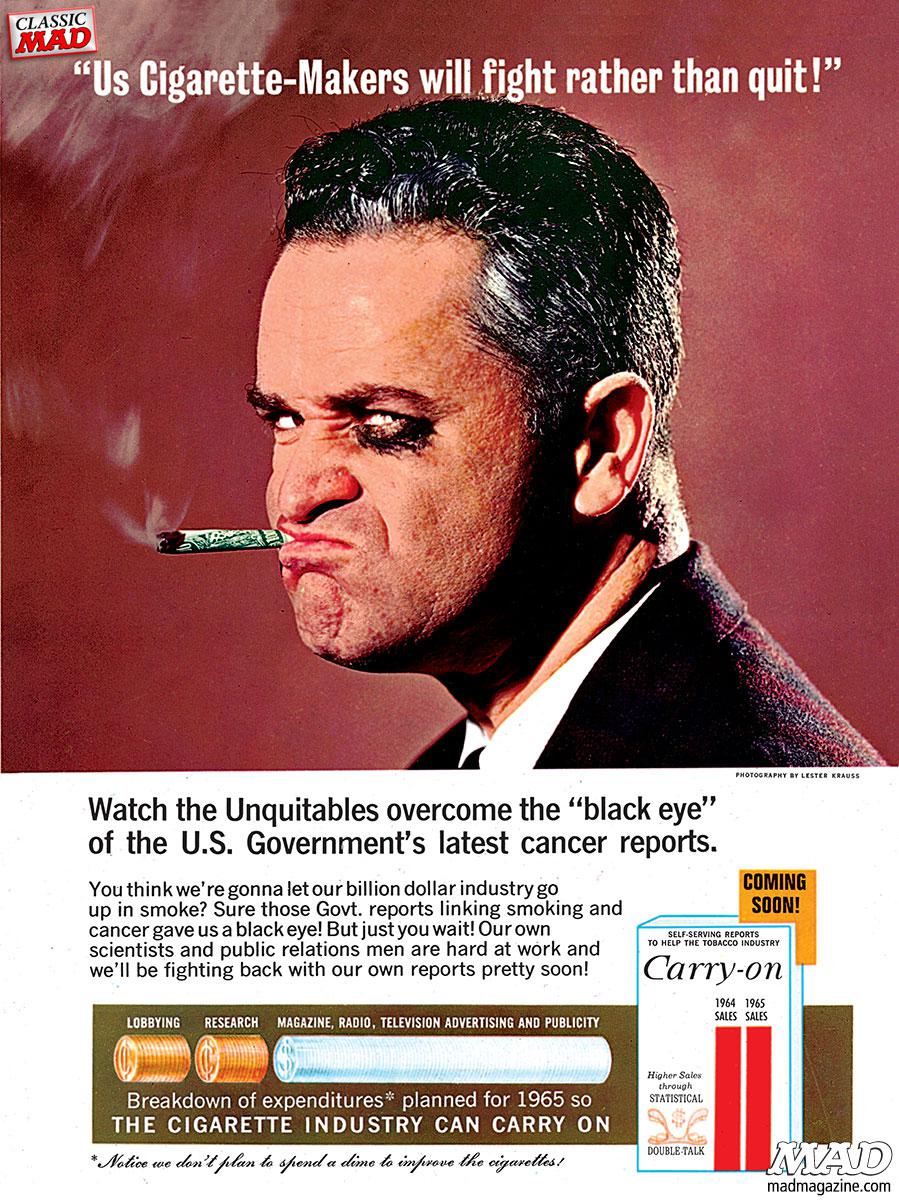 CLASSIC
MAD
“Us Cigarette-Makers will fight rather than quit!”
PHOTOGRAPHY BY LESTER KRAUSS
Watch the Unquitables overcome the “black eye”
of the U.S. Government’s latest cancer reports.
You think we’re gonna let our billion dollar industry go
up in smoke? Sure those Govt. reports linking smoking and
cancer gave us a black eye! But just you wait! Our own
scientists and public relations men are hard at work and
we’ll be fighting back with our own reports pretty soon!
COMING
SOON!
SELF-SERVING REPORTS
TO HELP THE TOBACCO INDUSTRY
Carry-on
1964 1965
SALES SALES
Higher Sales
through
STATISTICAL
$
DOUBLE-TALK
LOBBYING RESEARCH MAGAZINE, RADIO, TELEVISION ADVERTISING AND PUBLICITY
¢ ¢ $
Breakdown of expenditures* planned for 1965 so
THE CIGARETTE INDUSTRY CAN CARRY ON
*Notice we don’t plan to spend a dime to improve the cigarettes!
MAD
madmagazine.com